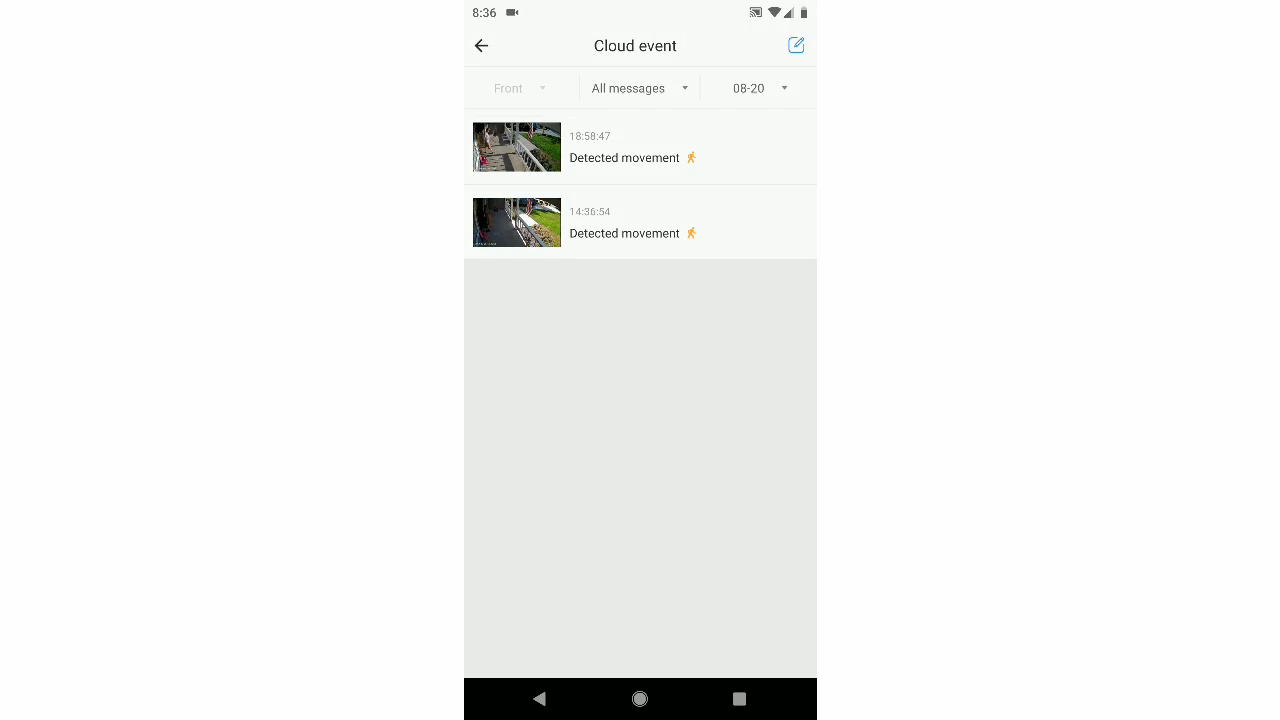 8:36
Cloud event
Front
All messages
08-20
18:58:47
Detected movement
14:36:54
Detected movement